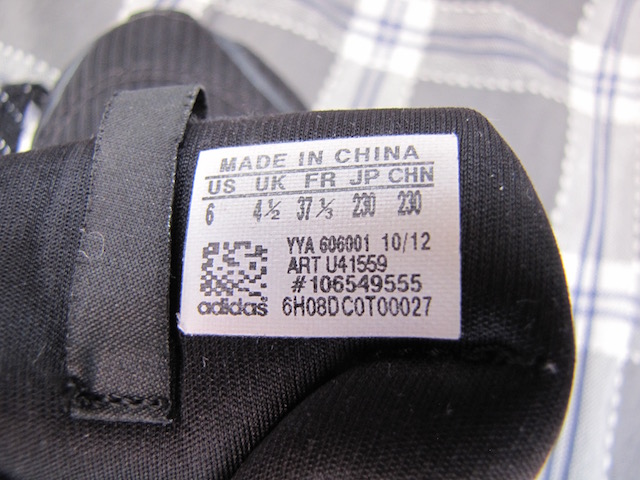 MADE IN CHINA
US UK FR JP CHN
6 4½ 37⅓ 230 230
YYA 606001 10/12
ART U41559
#106549555
adidas 6H08DC0T00027